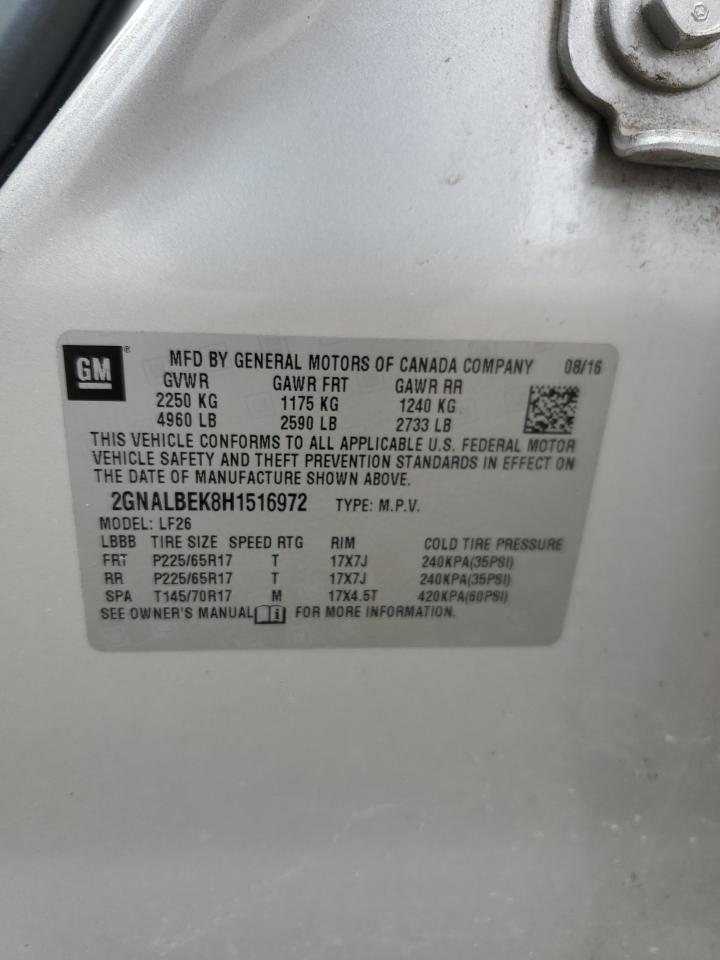 GM ® MFD BY GENERAL MOTORS OF CANADA COMPANY 08/16
GVWR GAWR FRT GAWR RR
2250 KG 1175 KG 1240 KG
4960 LB 2590 LB 2733 LB
THIS VEHICLE CONFORMS TO ALL APPLICABLE U.S. FEDERAL MOTOR
VEHICLE SAFETY AND THEFT PREVENTION STANDARDS IN EFFECT ON
THE DATE OF MANUFACTURE SHOWN ABOVE.
2GNALBEK8H1516972 TYPE: M.P.V.
MODEL: LF26
LBBB TIRE SIZE SPEED RTG RIM COLD TIRE PRESSURE
FRT P225/65R17 T 17X7J 240KPA(35PSI)
RR P225/65R17 T 17X7J 240KPA(35PSI)
SPA T145/70R17 M 17X4.5T 420KPA(60PSI)
SEE OWNER'S MANUAL i FOR MORE INFORMATION.